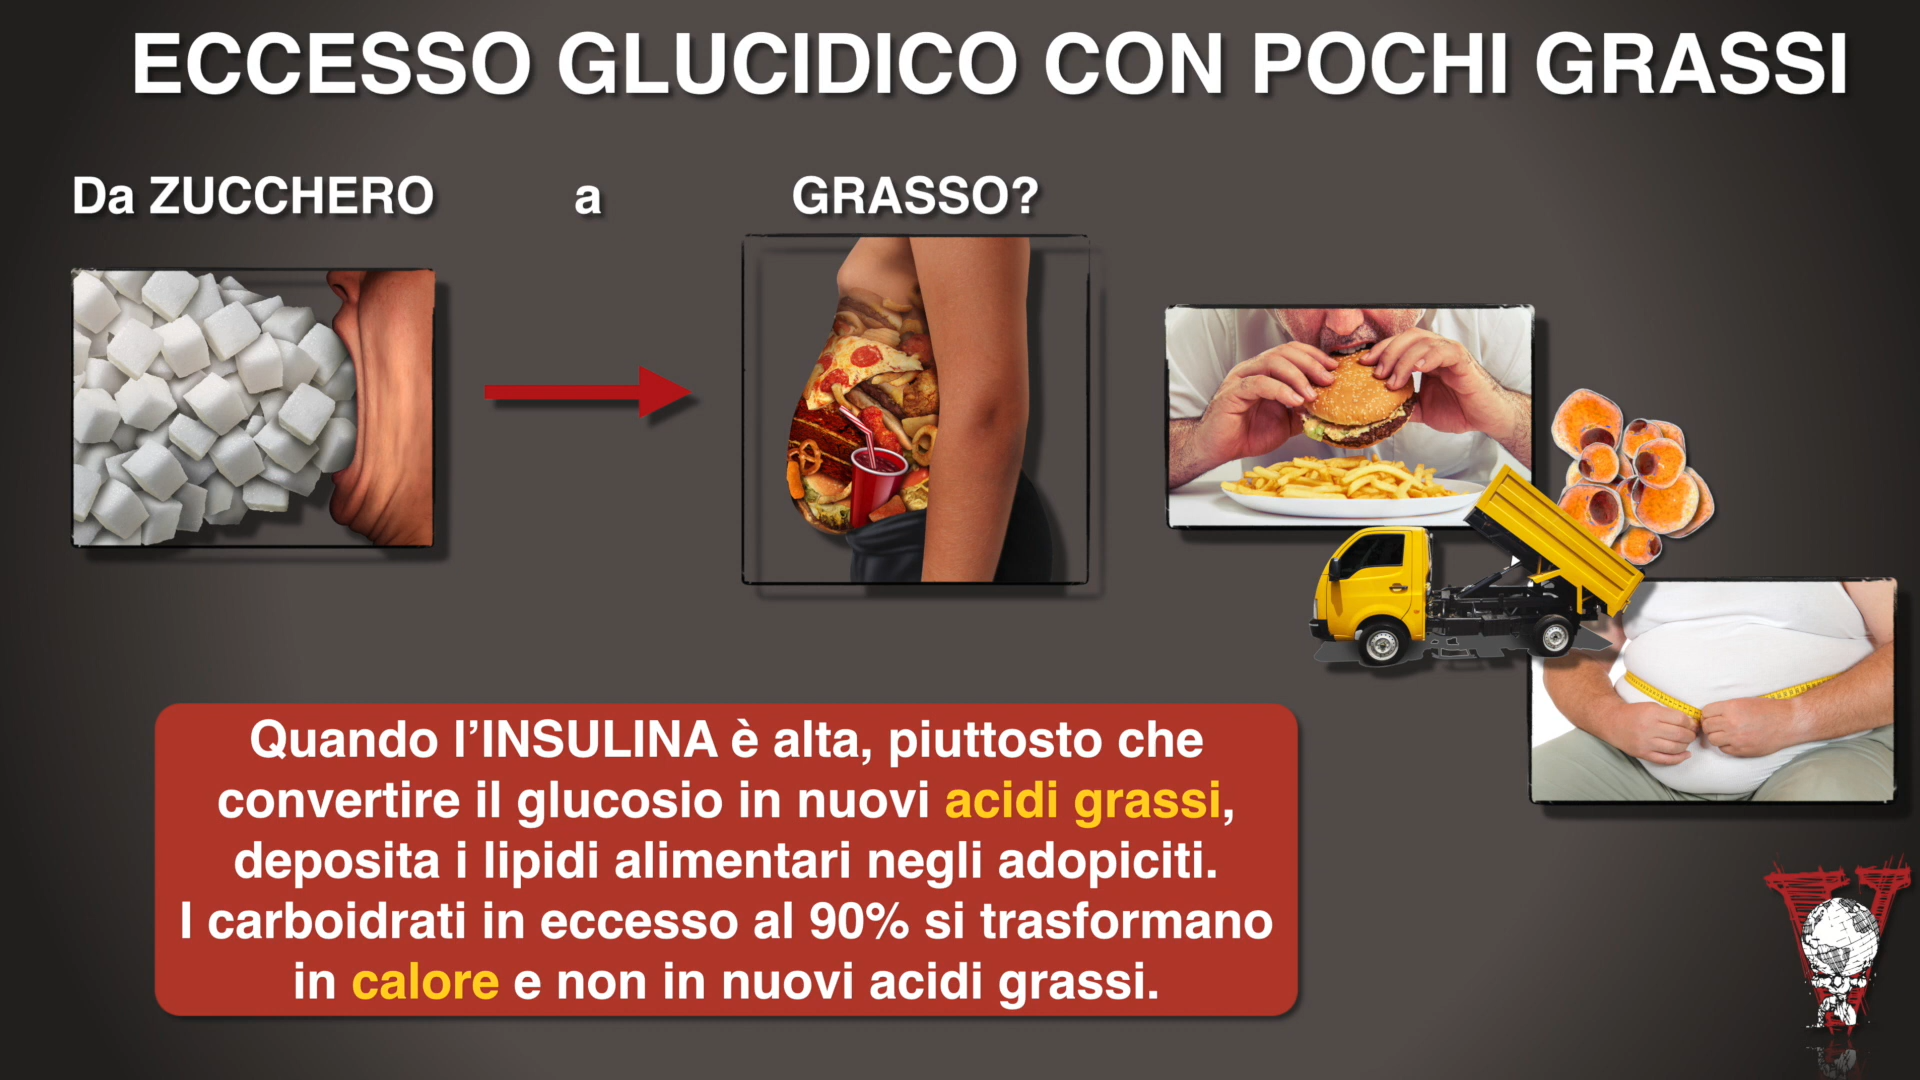 ECCESSO GLUCIDICO CON POCHI GRASSI
Da ZUCCHERO a GRASSO?
Quando l’INSULINA è alta, piuttosto che
convertire il glucosio in nuovi acidi grassi,
deposita i lipidi alimentari negli adopiciti.
I carboidrati in eccesso al 90% si trasformano
in calore e non in nuovi acidi grassi.
V